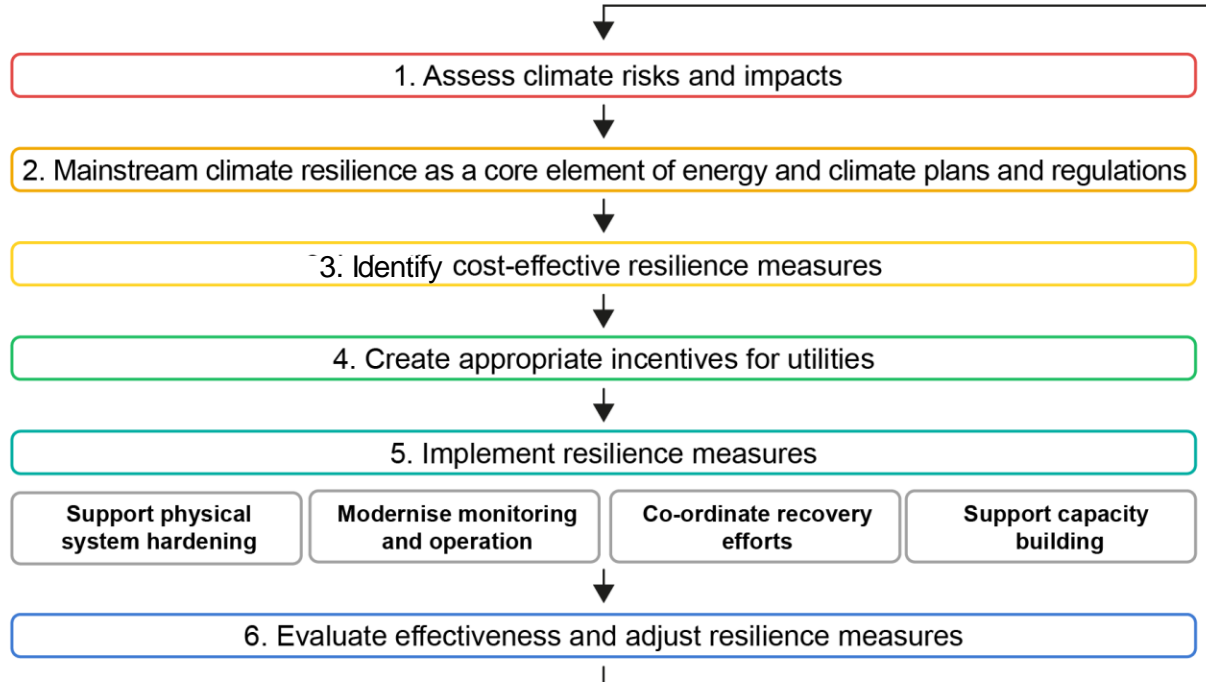 1. Assess climate risks and impacts
2. Mainstream climate resilience as a core element of energy and climate plans and regulations
3. Identify cost-effective resilience measures
4. Create appropriate incentives for utilities
5. Implement resilience measures
Support physical
system hardening
Modernise monitoring
and operation
Co-ordinate recovery
efforts
Support capacity
building
6. Evaluate effectiveness and adjust resilience measures